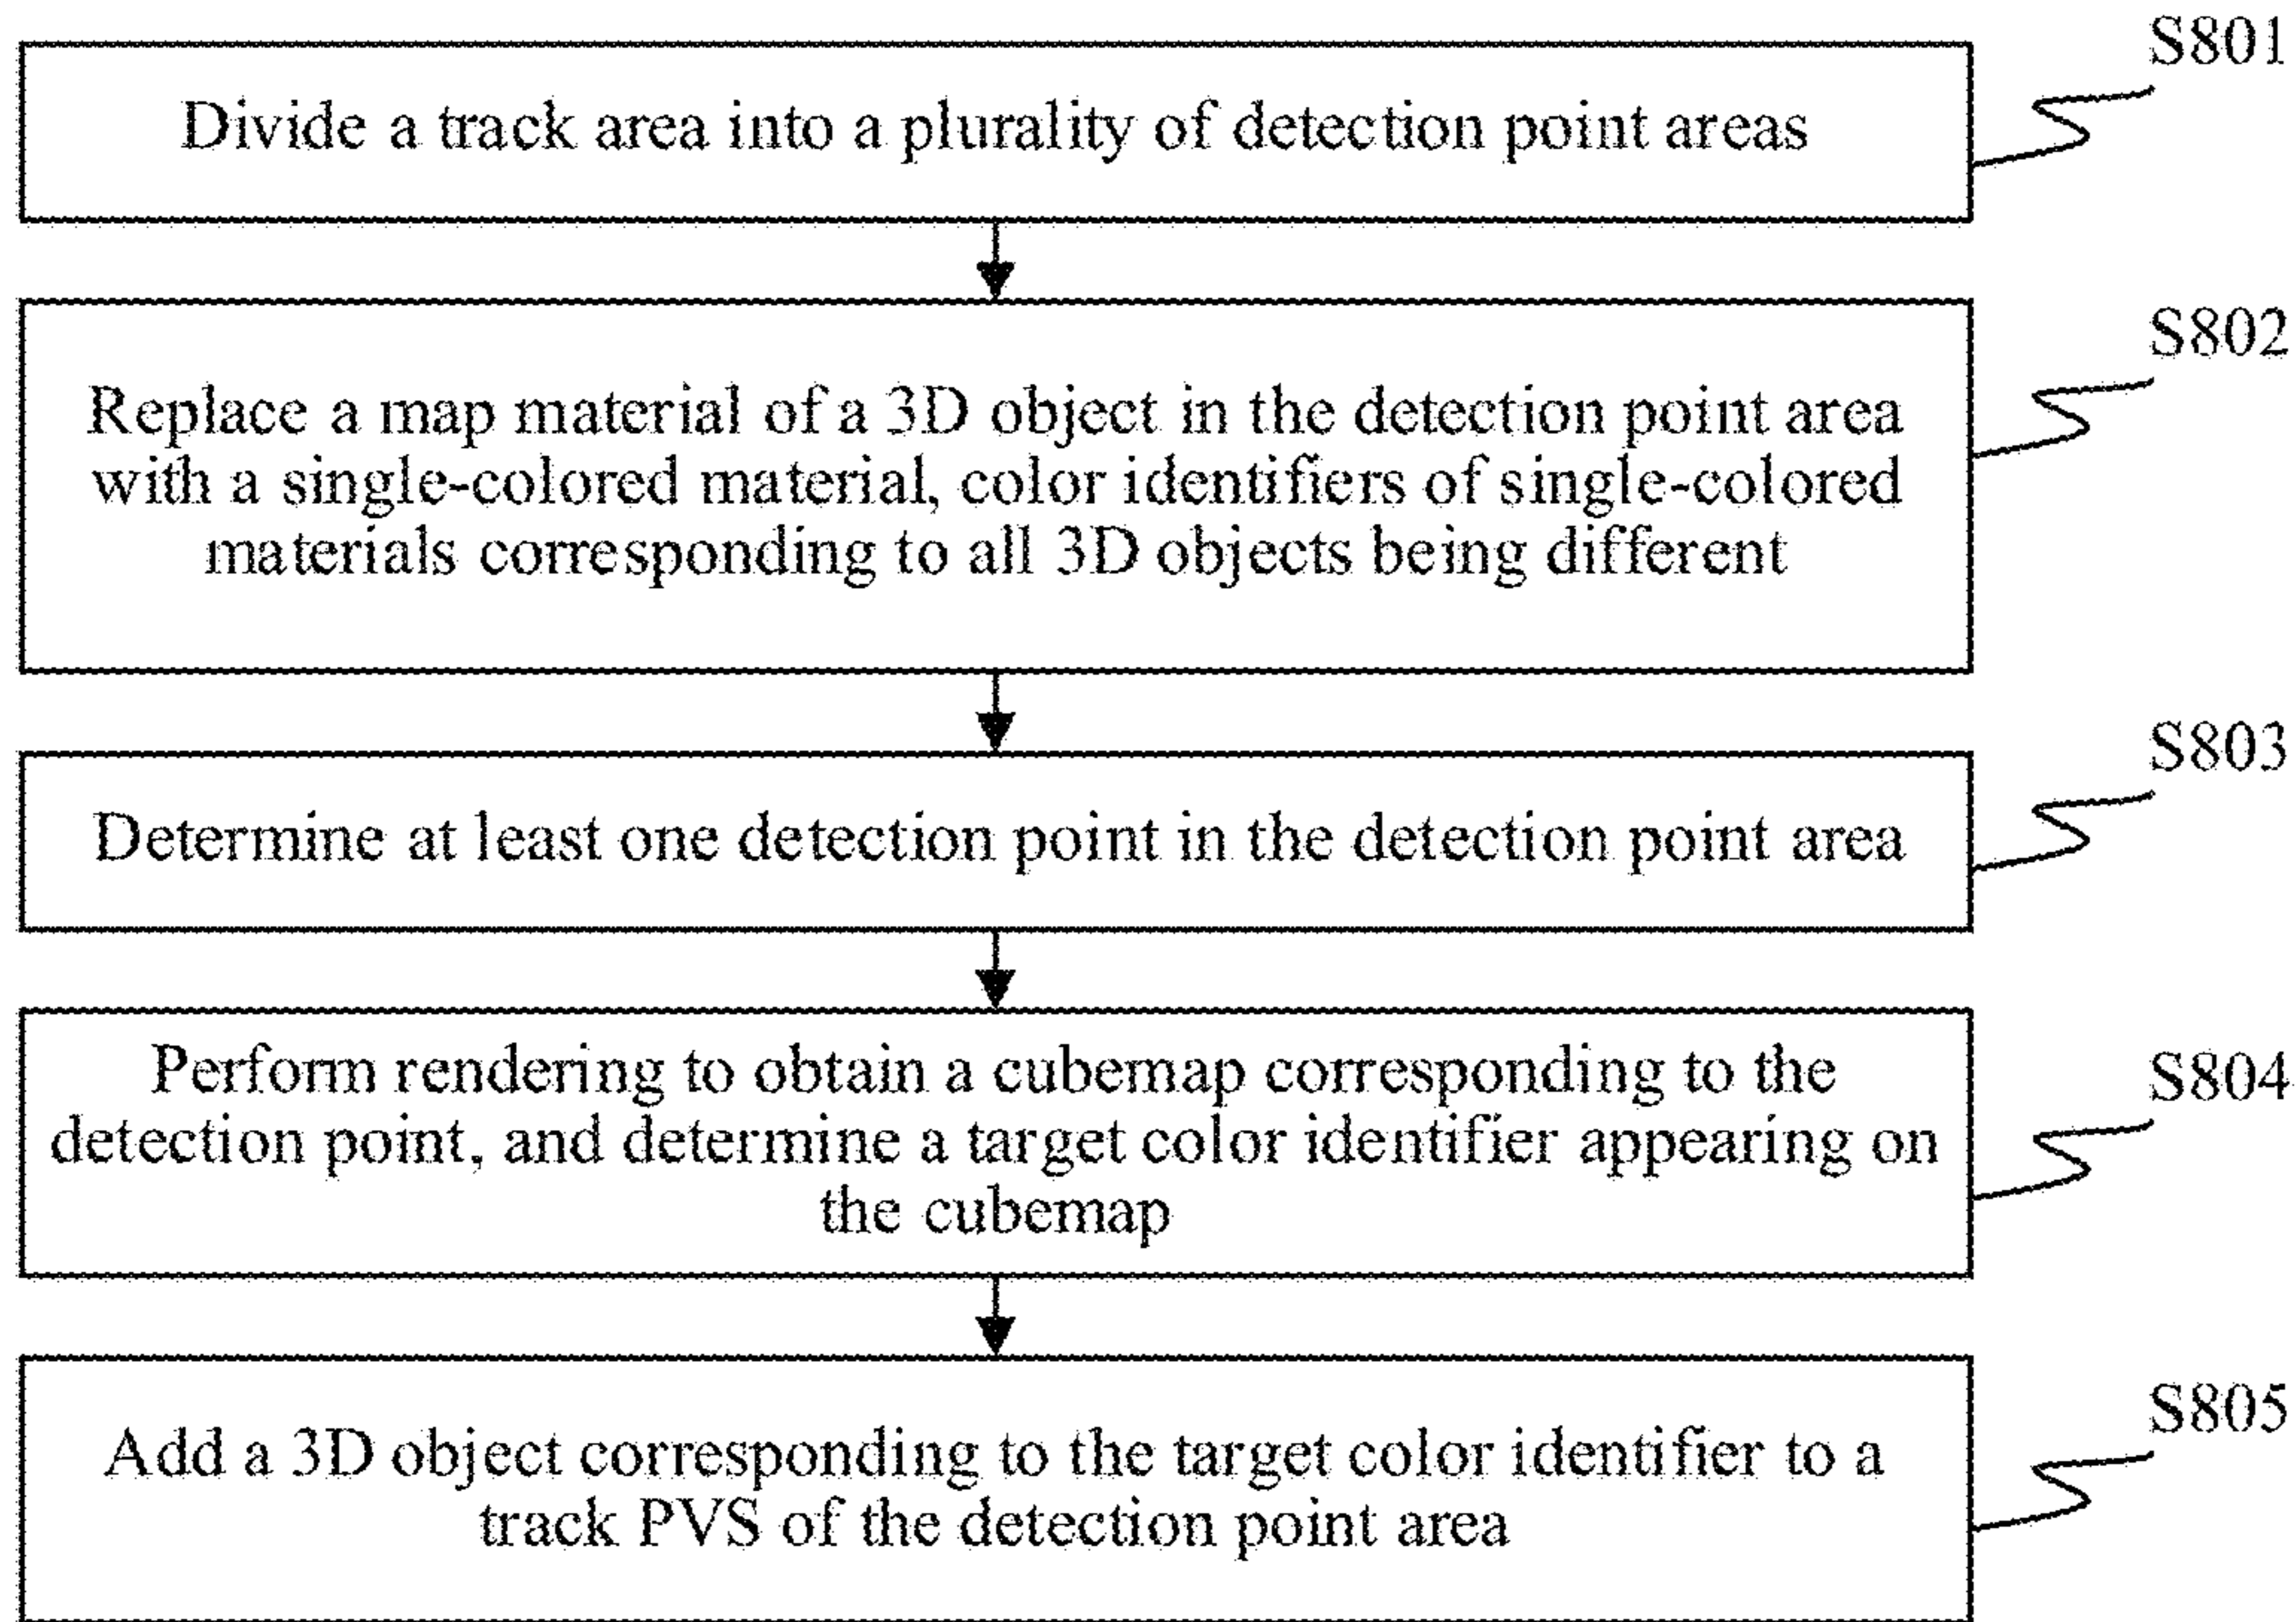 S801
Divide a track area into a plurality of detection point areas
S802
Replace a map material of a 3D object in the detection point area
with a single-colored material, color identifiers of single-colored
materials corresponding to all 3D objects being different
S803
Determine at least one detection point in the detection point area
S804
Perform rendering to obtain a cubemap corresponding to the
detection point, and determine a target color identifier appearing on
the cubemap
S805
Add a 3D object corresponding to the target color identifier to a
track PVS of the detection point area